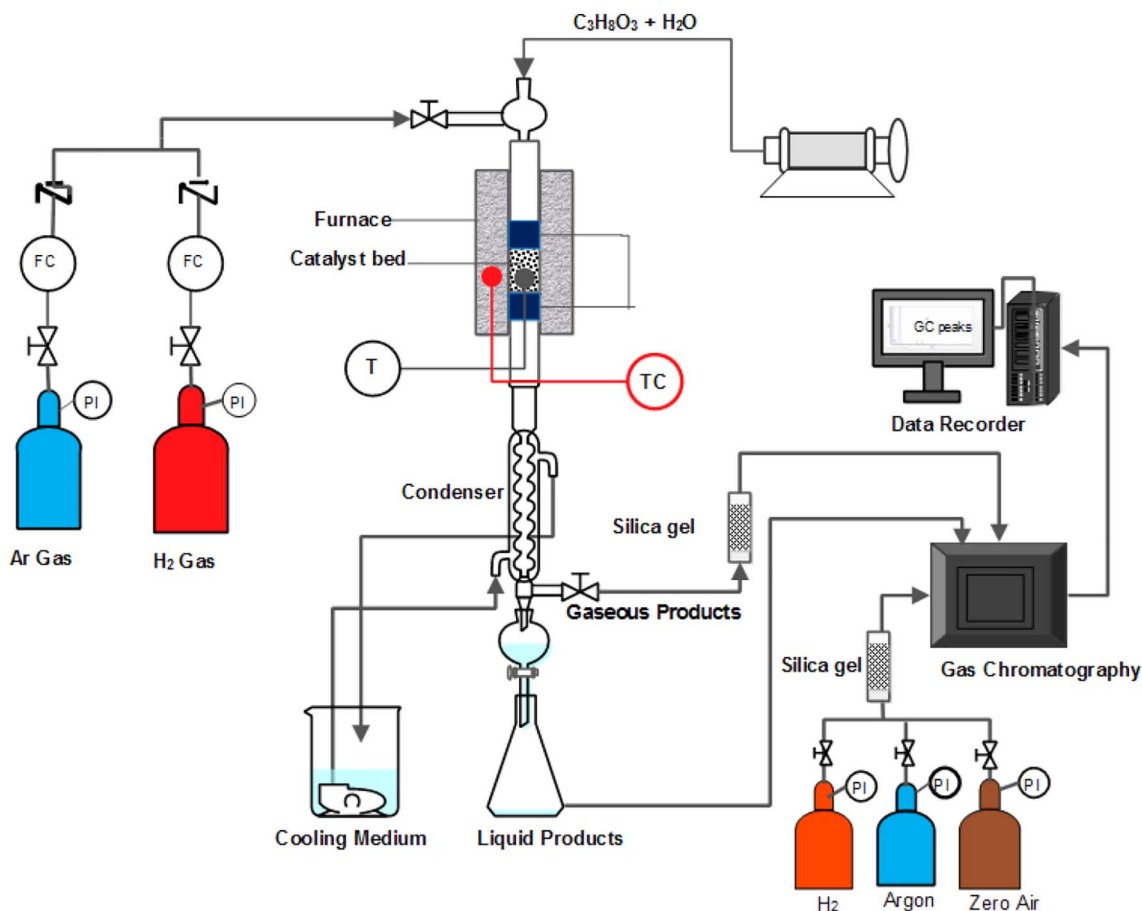 C₃H₈O₃ + H₂O
Furnace
Catalyst bed
FC
FC
T
TC
PI
PI
Ar Gas
H₂ Gas
GC peaks
Data Recorder
Condenser
Silica gel
Gaseous Products
Silica gel
Gas Chromatography
Cooling Medium
Liquid Products
PI
PI
PI
H₂
Argon
Zero Air